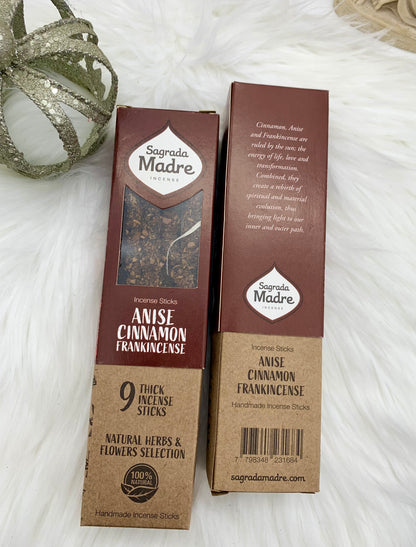 Sagrada
Madre
INCENSE
Incense Sticks
ANISE
CINNAMON
FRANKINCENSE
9 THICK
INCENSE
STICKS
NATURAL HERBS &
FLOWERS SELECTION
100%
NATURAL
Handmade Incense Sticks
Cinnamon, Anise
and Frankincense are
ruled by the sun; the
energy of life, love and
transformation.
Combined, they
create a rebirth of
spiritual and material
evolution, thus
bringing light to our
inner and outer path.
Sagrada
Madre
INCENSE
Incense Sticks
ANISE
CINNAMON
FRANKINCENSE
Handmade Incense Sticks
7 798348 231684
sagradamadre.com